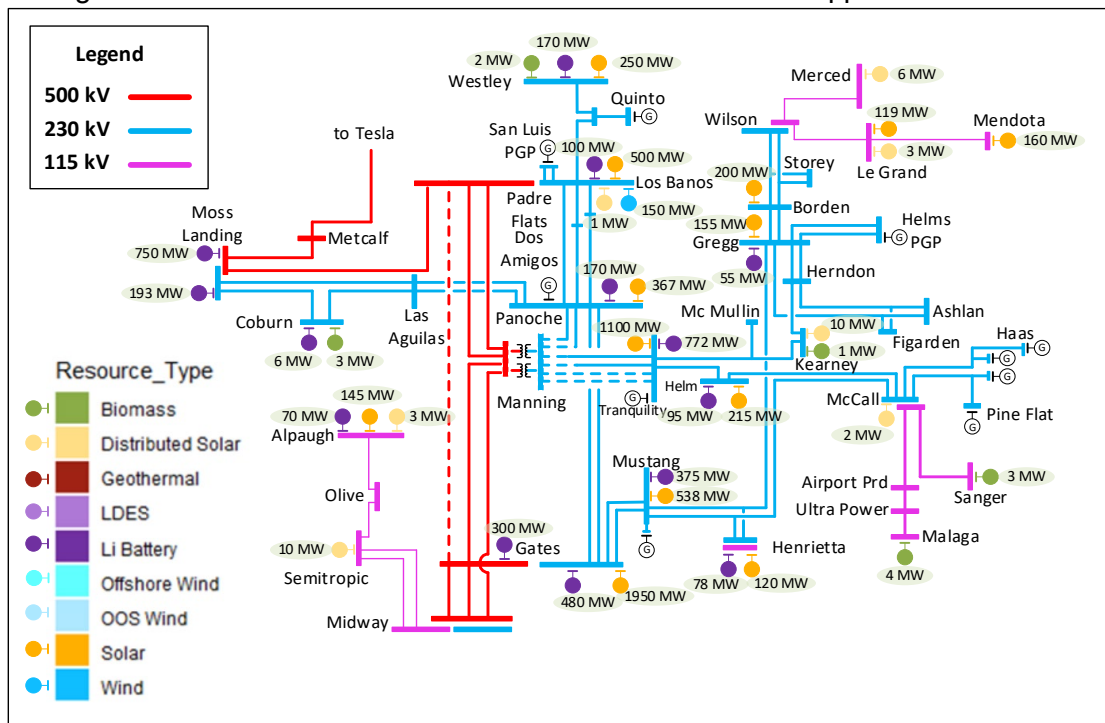 Legend
500 kV
230 kV
115 kV
to Tesla
Moss
Landing
Metcalf
750 MW
193 MW
Coburn
6 MW
3 MW
Las
Aguilas
2 MW
170 MW
250 MW
Westley
Quinto
G
San Luis
PGP
G
100 MW
500 MW
Los Banos
150 MW
1 MW
Padre
Flats
Dos
Amigos
G
170 MW
367 MW
Panoche
Manning
1100 MW
772 MW
Tranquility
G
Mc Mullin
Helm
95 MW
215 MW
Merced
6 MW
Wilson
119 MW
Mendota
160 MW
3 MW
Le Grand
Storey
200 MW
Borden
155 MW
Gregg
55 MW
Helms
PGP
G
Herndon
Ashlan
Figarden
10 MW
1 MW
Kearney
Haas
G
G
G
McCall
2 MW
Pine Flat
G
Airport Prd
Ultra Power
Malaga
4 MW
3 MW
Sanger
Mustang
375 MW
538 MW
G
Henrietta
78 MW
120 MW
300 MW
Gates
480 MW
1950 MW
145 MW
70 MW
3 MW
Alpaugh
Olive
10 MW
Semitropic
Midway
Resource_Type
Biomass
Distributed Solar
Geothermal
LDES
Li Battery
Offshore Wind
OOS Wind
Solar
Wind